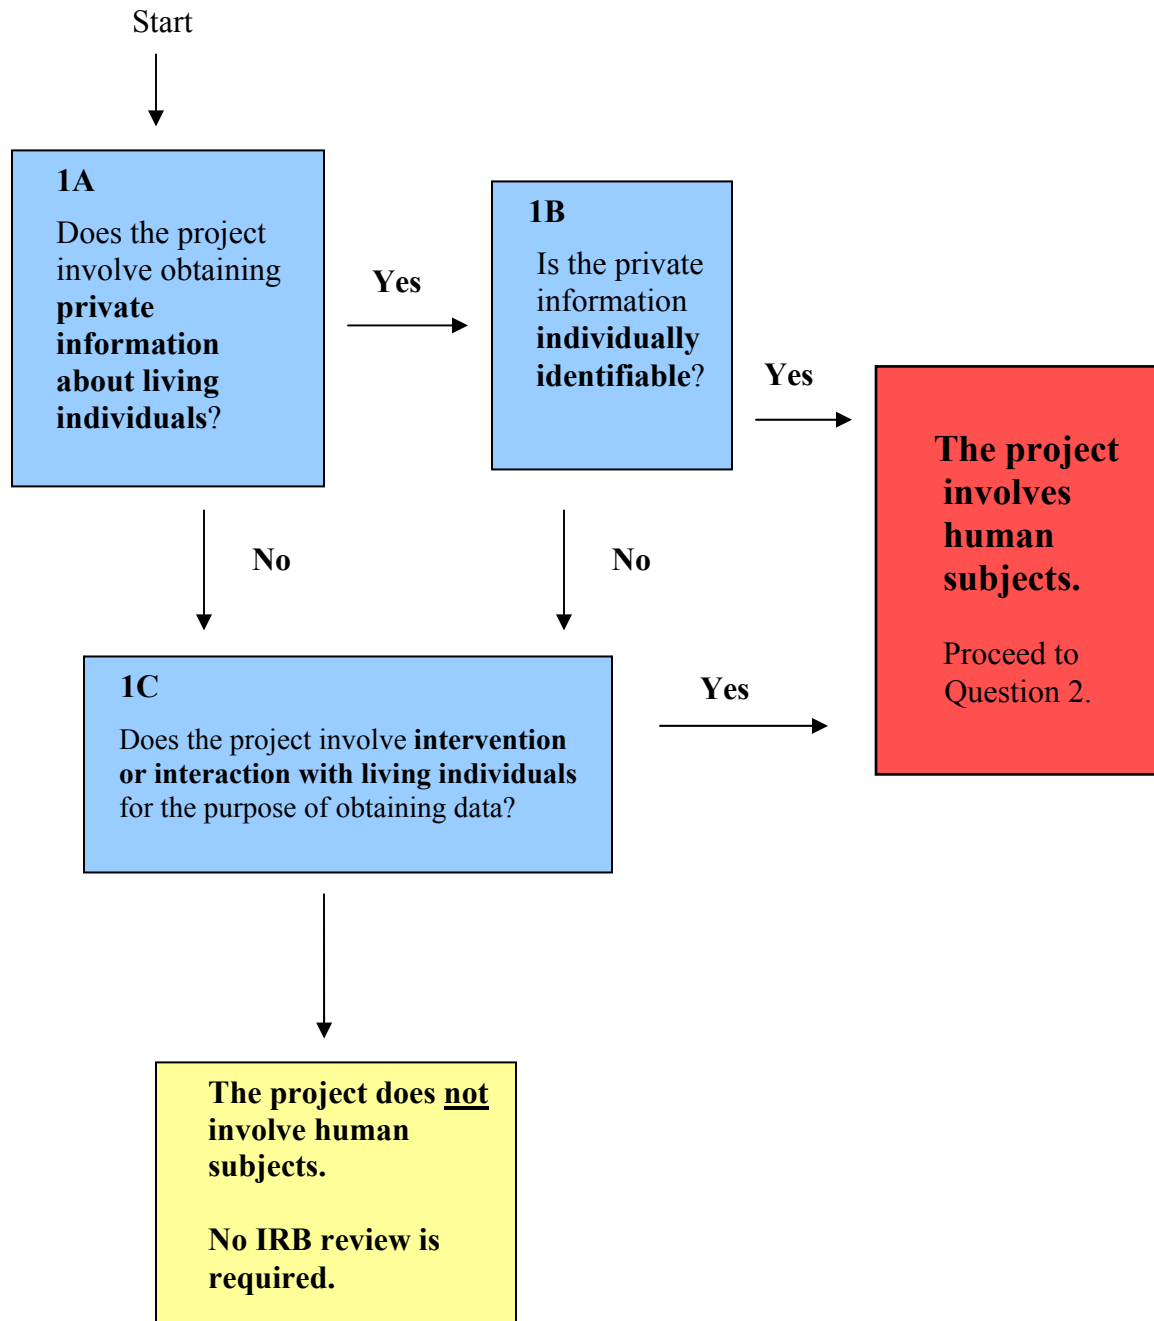 Start
1A
Does the project
involve obtaining
private
information
about living
individuals?
Yes
1B
Is the private
information
individually
identifiable?
Yes
The project
involves
human
subjects.
Proceed to
Question 2.
No
No
1C
Does the project involve intervention
or interaction with living individuals
for the purpose of obtaining data?
Yes
The project does not
involve human
subjects.
No IRB review is
required.